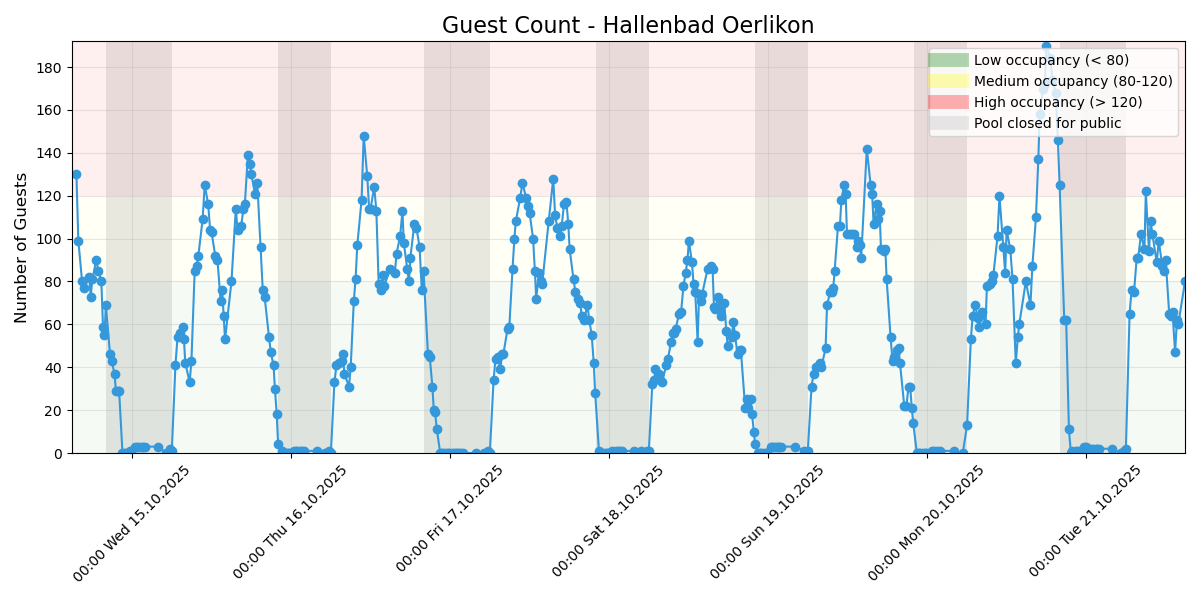 Guest Count - Hallenbad Oerlikon
Number of Guests
180
160
140
120
100
80
60
40
20
0
Low occupancy (< 80)
Medium occupancy (80-120)
High occupancy (> 120)
Pool closed for public
00:00 Wed 15.10.2025
00:00 Thu 16.10.2025
00:00 Fri 17.10.2025
00:00 Sat 18.10.2025
00:00 Sun 19.10.2025
00:00 Mon 20.10.2025
00:00 Tue 21.10.2025